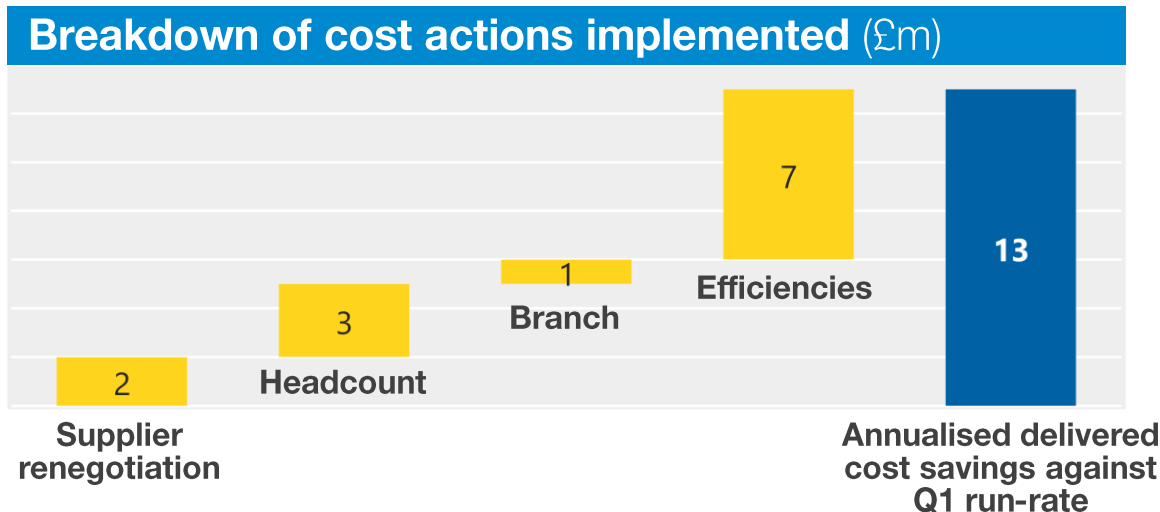 Breakdown of cost actions implemented (£m)
2
Supplier
renegotiation
3
Headcount
1
Branch
7
Efficiencies
13
Annualised delivered
cost savings against
Q1 run-rate